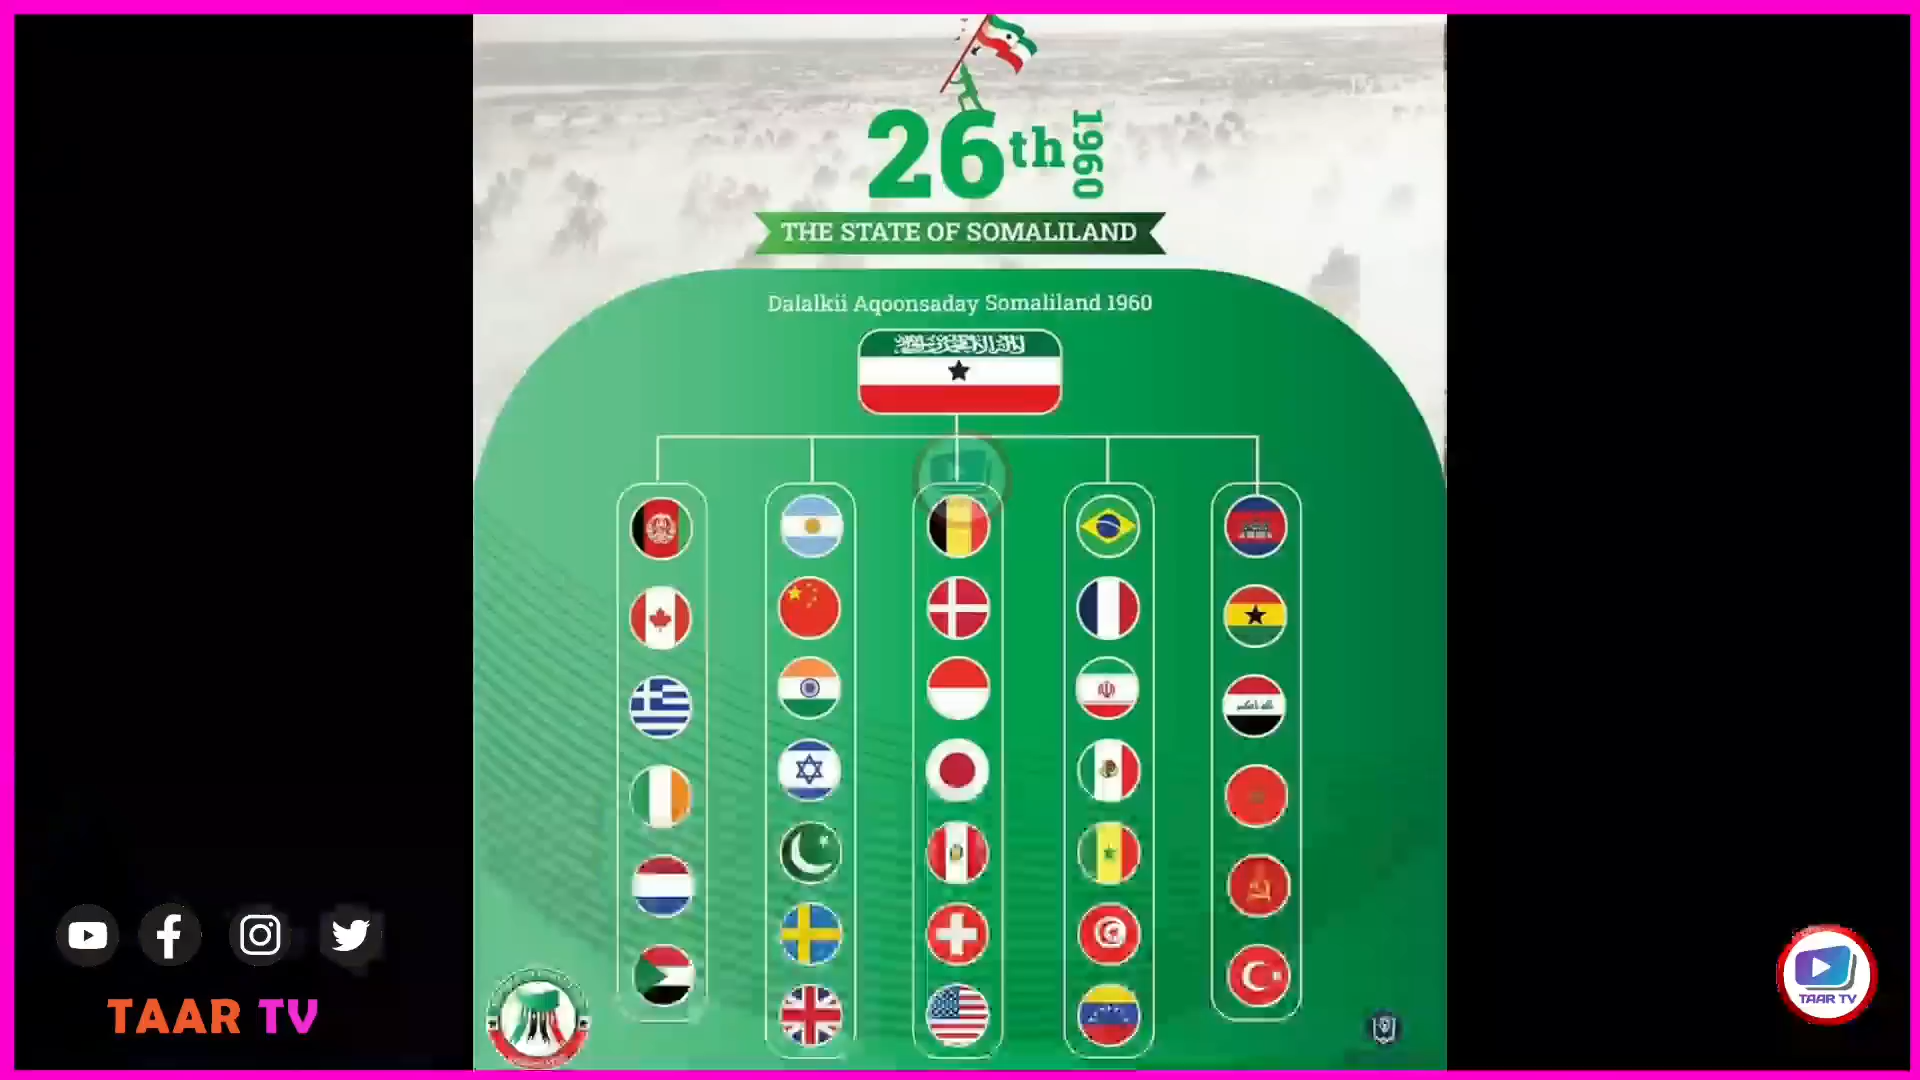 26th
1960
THE STATE OF SOMALILAND
Dalalkii Aqoonsaday Somaliland 1960
TAAR TV
TAAR TV